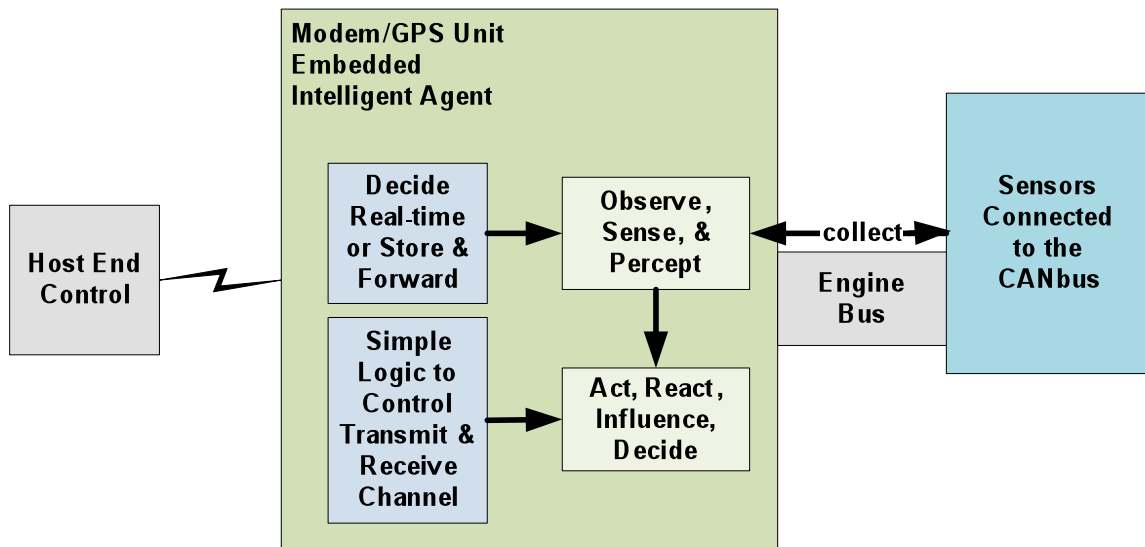 Modem/GPS Unit
Embedded
Intelligent Agent
Decide
Real-time
or Store &
Forward
Observe,
Sense, &
Percept
collect
Sensors
Connected
to the
CANbus
Host End
Control
Engine
Bus
Simple
Logic to
Control
Transmit &
Receive
Channel
Act, React,
Influence,
Decide